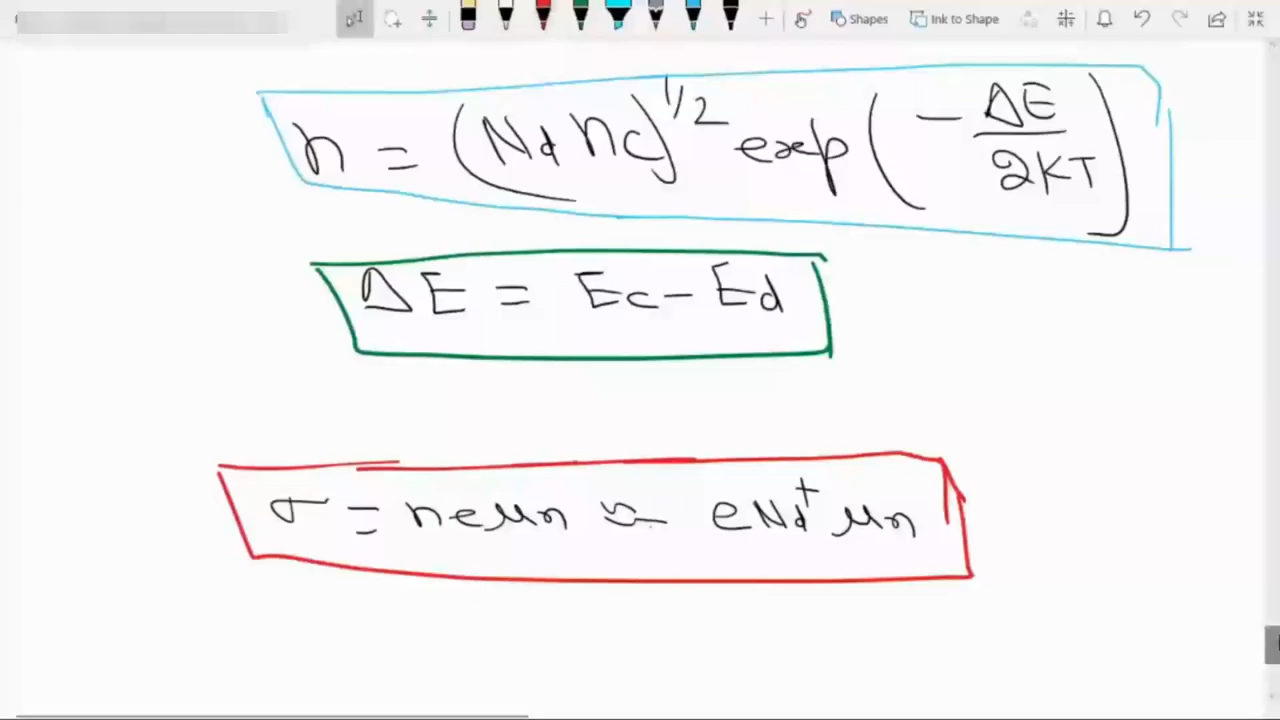 Shapes Ink to Shape
n = (Nd nc)^1/2 exp(-ΔE/2KT)
ΔE = Ec - Ed
σ = neμn ≃ eNd^+ μn